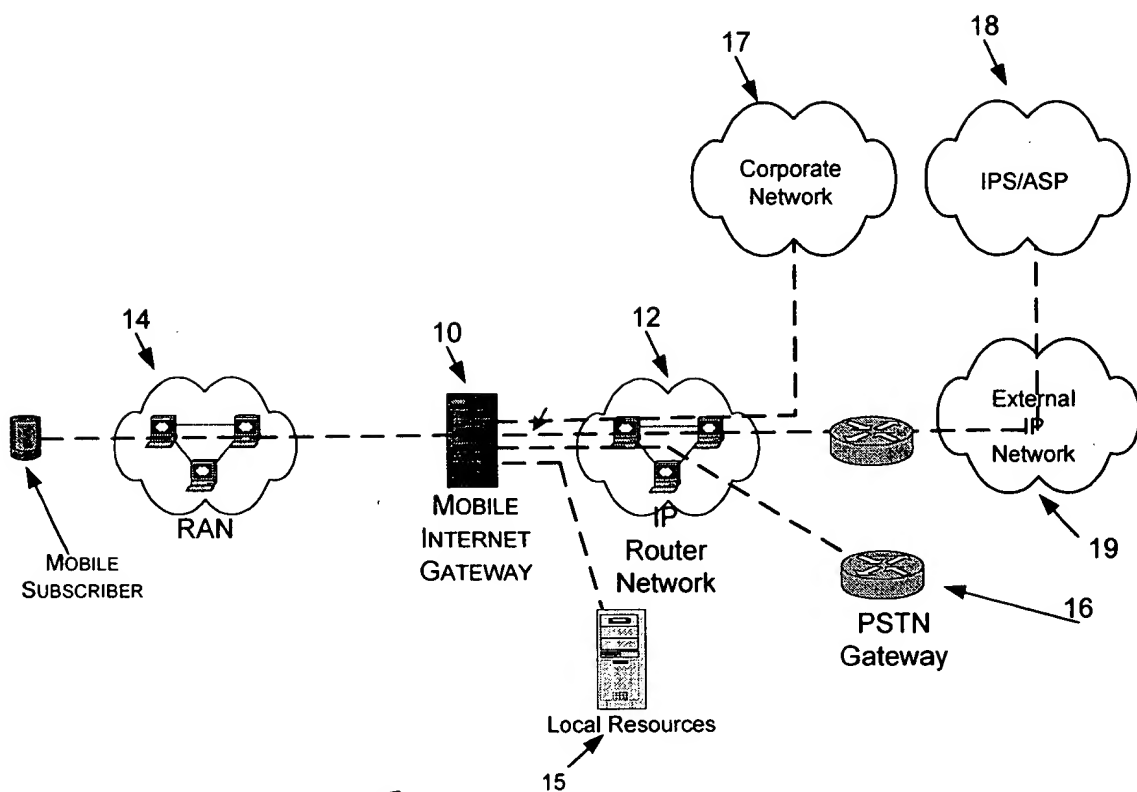 18
17
Corporate
Network
IPS/ASP
14
10
12
External
IP
Network
RAN
MOBILE
INTERNET
GATEWAY
IP
Router
Network
MOBILE
SUBSCRIBER
19
16
PSTN
Gateway
Local Resources
15